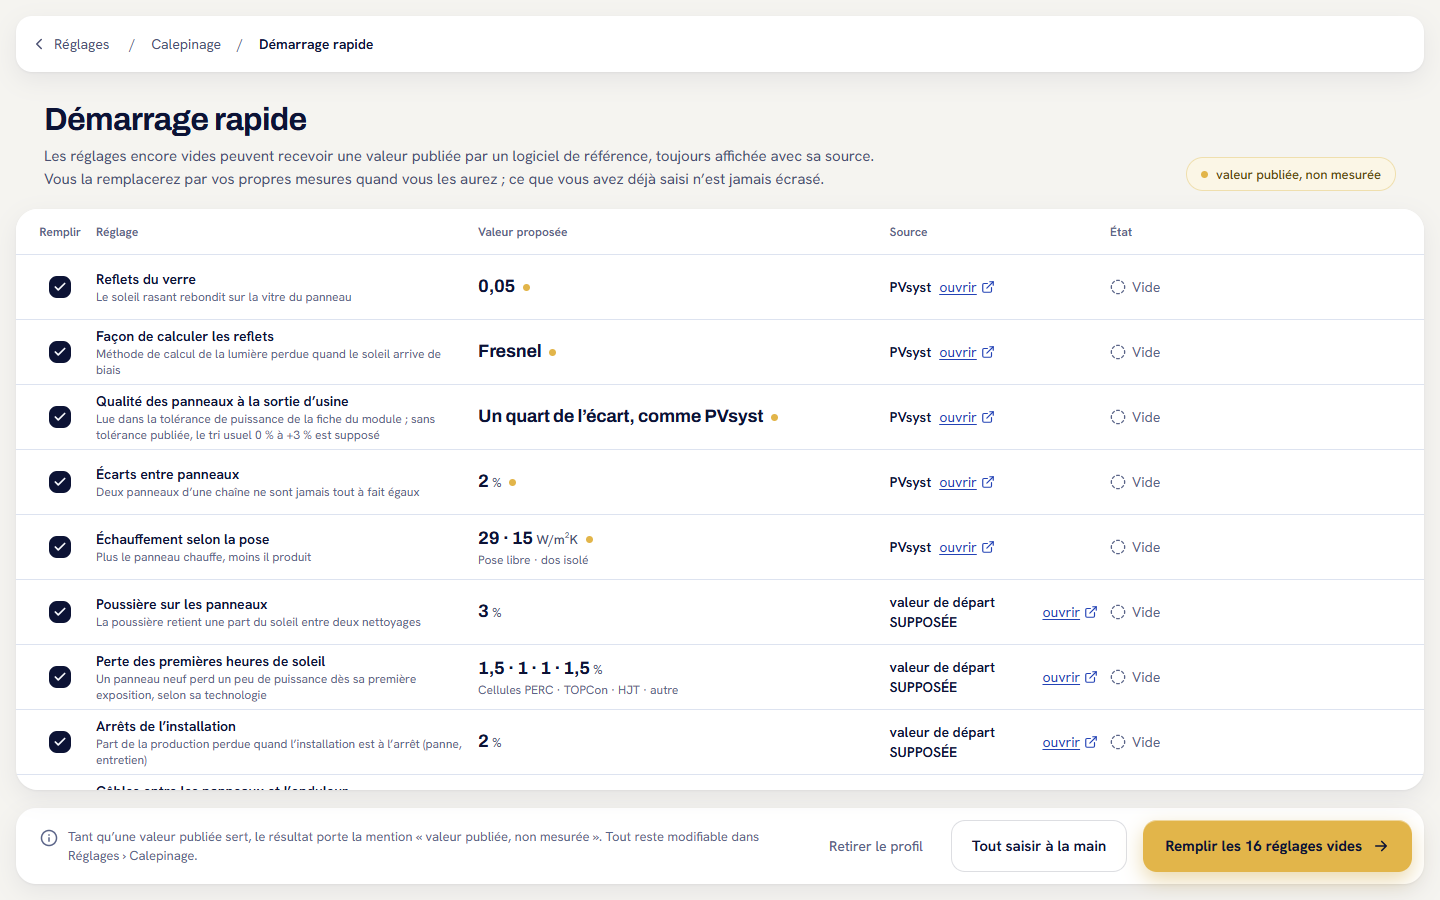 Réglages / Calepinage / Démarrage rapide
Démarrage rapide
Les réglages encore vides peuvent recevoir une valeur publiée par un logiciel de référence, toujours affichée avec sa source.
Vous la remplacerez par vos propres mesures quand vous les aurez ; ce que vous avez déjà saisi n’est jamais écrasé.
valeur publiée, non mesurée
Remplir Réglage Valeur proposée Source État
Reflets du verre
Le soleil rasant rebondit sur la vitre du panneau
0,05
PVsyst ouvrir
Vide
Façon de calculer les reflets
Méthode de calcul de la lumière perdue quand le soleil arrive de
biais
Fresnel
PVsyst ouvrir
Vide
Qualité des panneaux à la sortie d’usine
Lue dans la tolérance de puissance de la fiche du module ; sans
tolérance publiée, le tri usuel 0 % à +3 % est supposé
Un quart de l’écart, comme PVsyst
PVsyst ouvrir
Vide
Écarts entre panneaux
Deux panneaux d’une chaîne ne sont jamais tout à fait égaux
2 %
PVsyst ouvrir
Vide
Échauffement selon la pose
Plus le panneau chauffe, moins il produit
29 · 15 W/m²K
Pose libre · dos isolé
PVsyst ouvrir
Vide
Poussière sur les panneaux
La poussière retient une part du soleil entre deux nettoyages
3 %
valeur de départ
SUPPOSÉE
ouvrir
Vide
Perte des premières heures de soleil
Un panneau neuf perd un peu de puissance dès sa première
exposition, selon sa technologie
1,5 · 1 · 1 · 1,5 %
Cellules PERC · TOPCon · HJT · autre
valeur de départ
SUPPOSÉE
ouvrir
Vide
Arrêts de l’installation
Part de la production perdue quand l’installation est à l’arrêt (panne,
entretien)
2 %
valeur de départ
SUPPOSÉE
ouvrir
Vide
Câbles entre les panneaux et l’onduleur
Tant qu’une valeur publiée sert, le résultat porte la mention « valeur publiée, non mesurée ». Tout reste modifiable dans
Réglages › Calepinage.
Retirer le profil
Tout saisir à la main
Remplir les 16 réglages vides